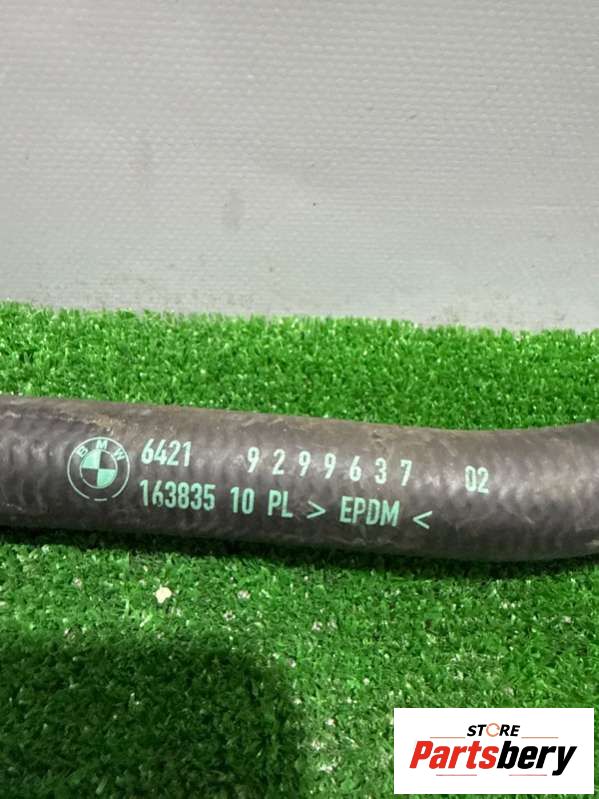 BMW
6421 9299637 02
163835 10 PL > EPDM <
STORE
Partsbery